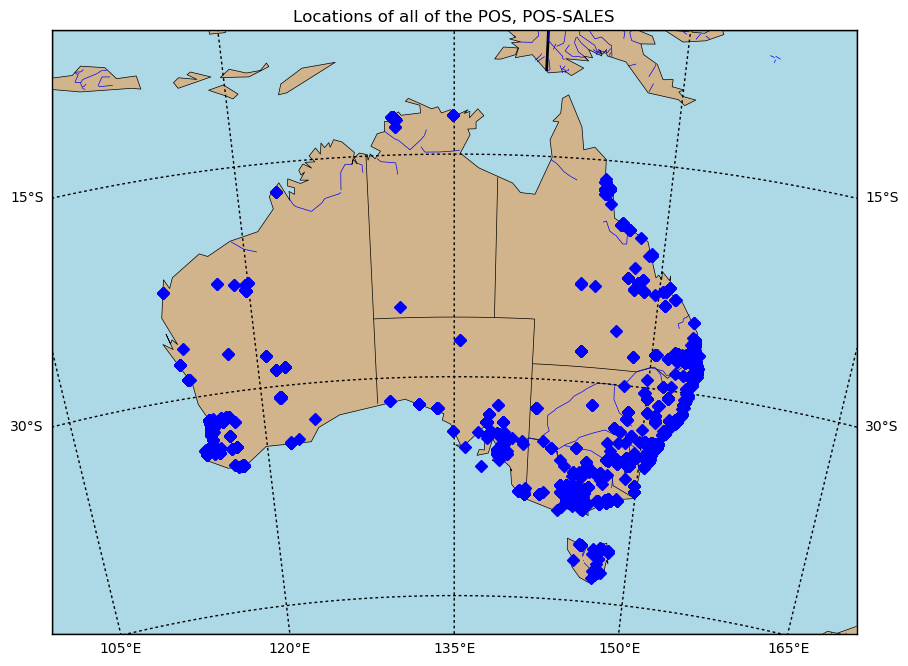 Locations of all of the POS, POS-SALES
15°S 15°S
30°S 30°S
105°E 120°E 135°E 150°E 165°E